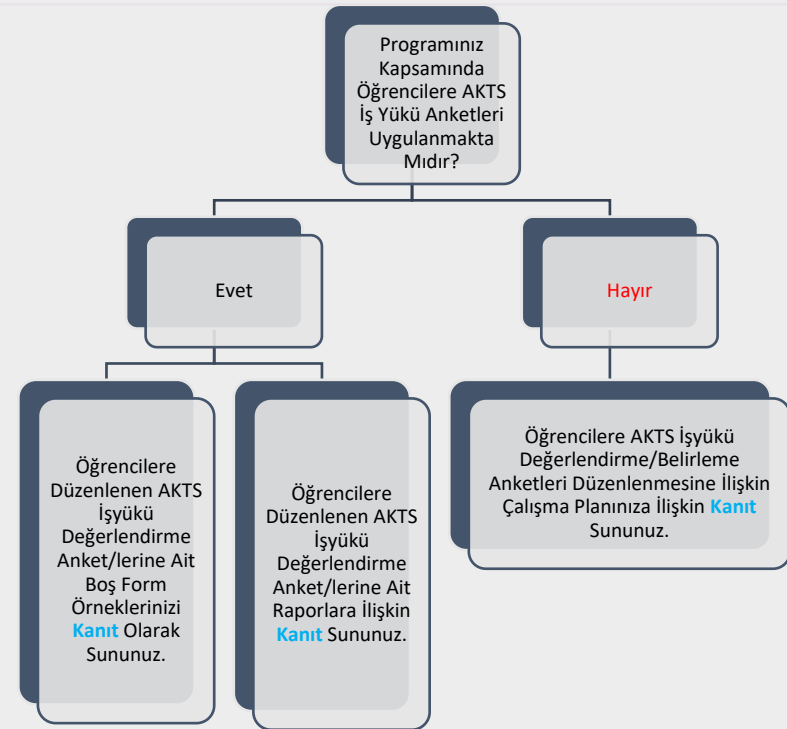 Programınız
Kapsamında
Öğrencilere AKTS
İş Yükü Anketleri
Uygulanmakta
Mıdır?
Evet
Hayır
Öğrencilere
Düzenlenen AKTS
İşyükü
Değerlendirme
Anket/lerine Ait
Boş Form
Örneklerinizi
Kanıt Olarak
Sununuz.
Öğrencilere
Düzenlenen AKTS
İşyükü
Değerlendirme
Anket/lerine Ait
Raporlara İlişkin
Kanıt Sununuz.
Öğrencilere AKTS İşyükü
Değerlendirme/Belirleme
Anketleri Düzenlenmesine İlişkin
Çalışma Planınıza İlişkin Kanıt
Sununuz.